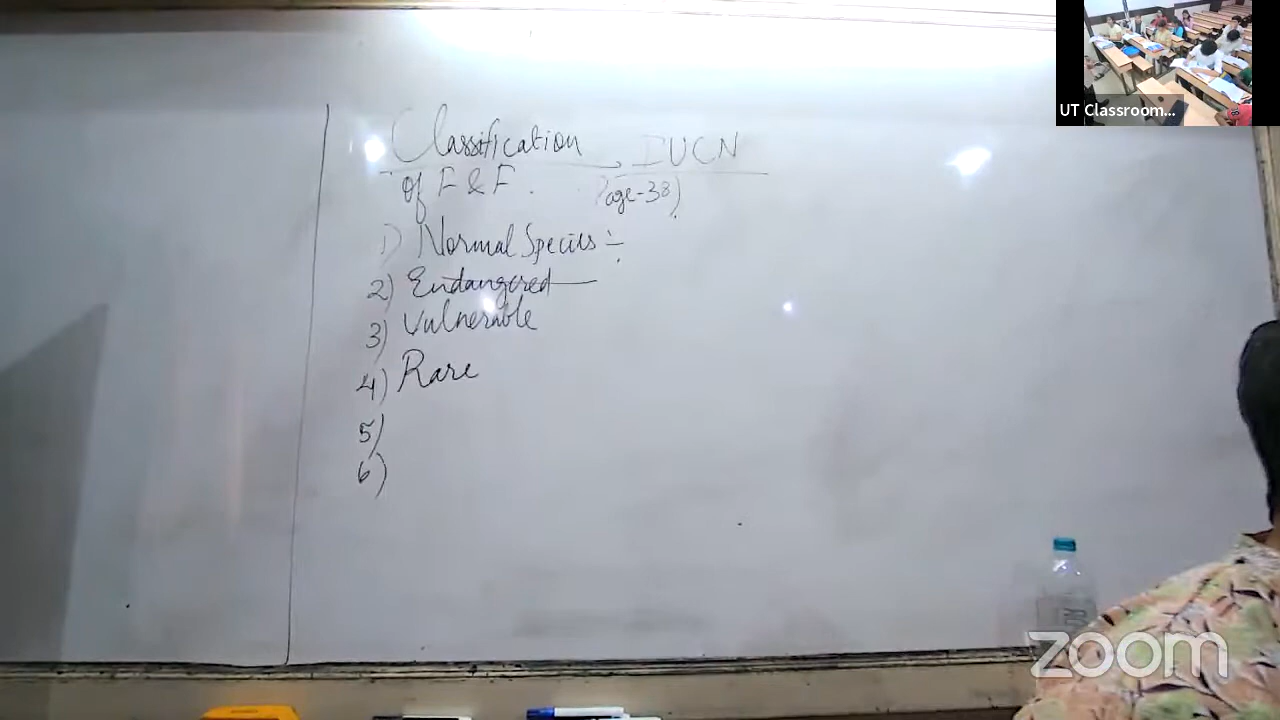 Classification → IUCN
of F & F. (Page-38)
1) Normal Species :-
2) Endangered —
3) Vulnerable
4) Rare
5)
6)
UT Classroom...
zoom